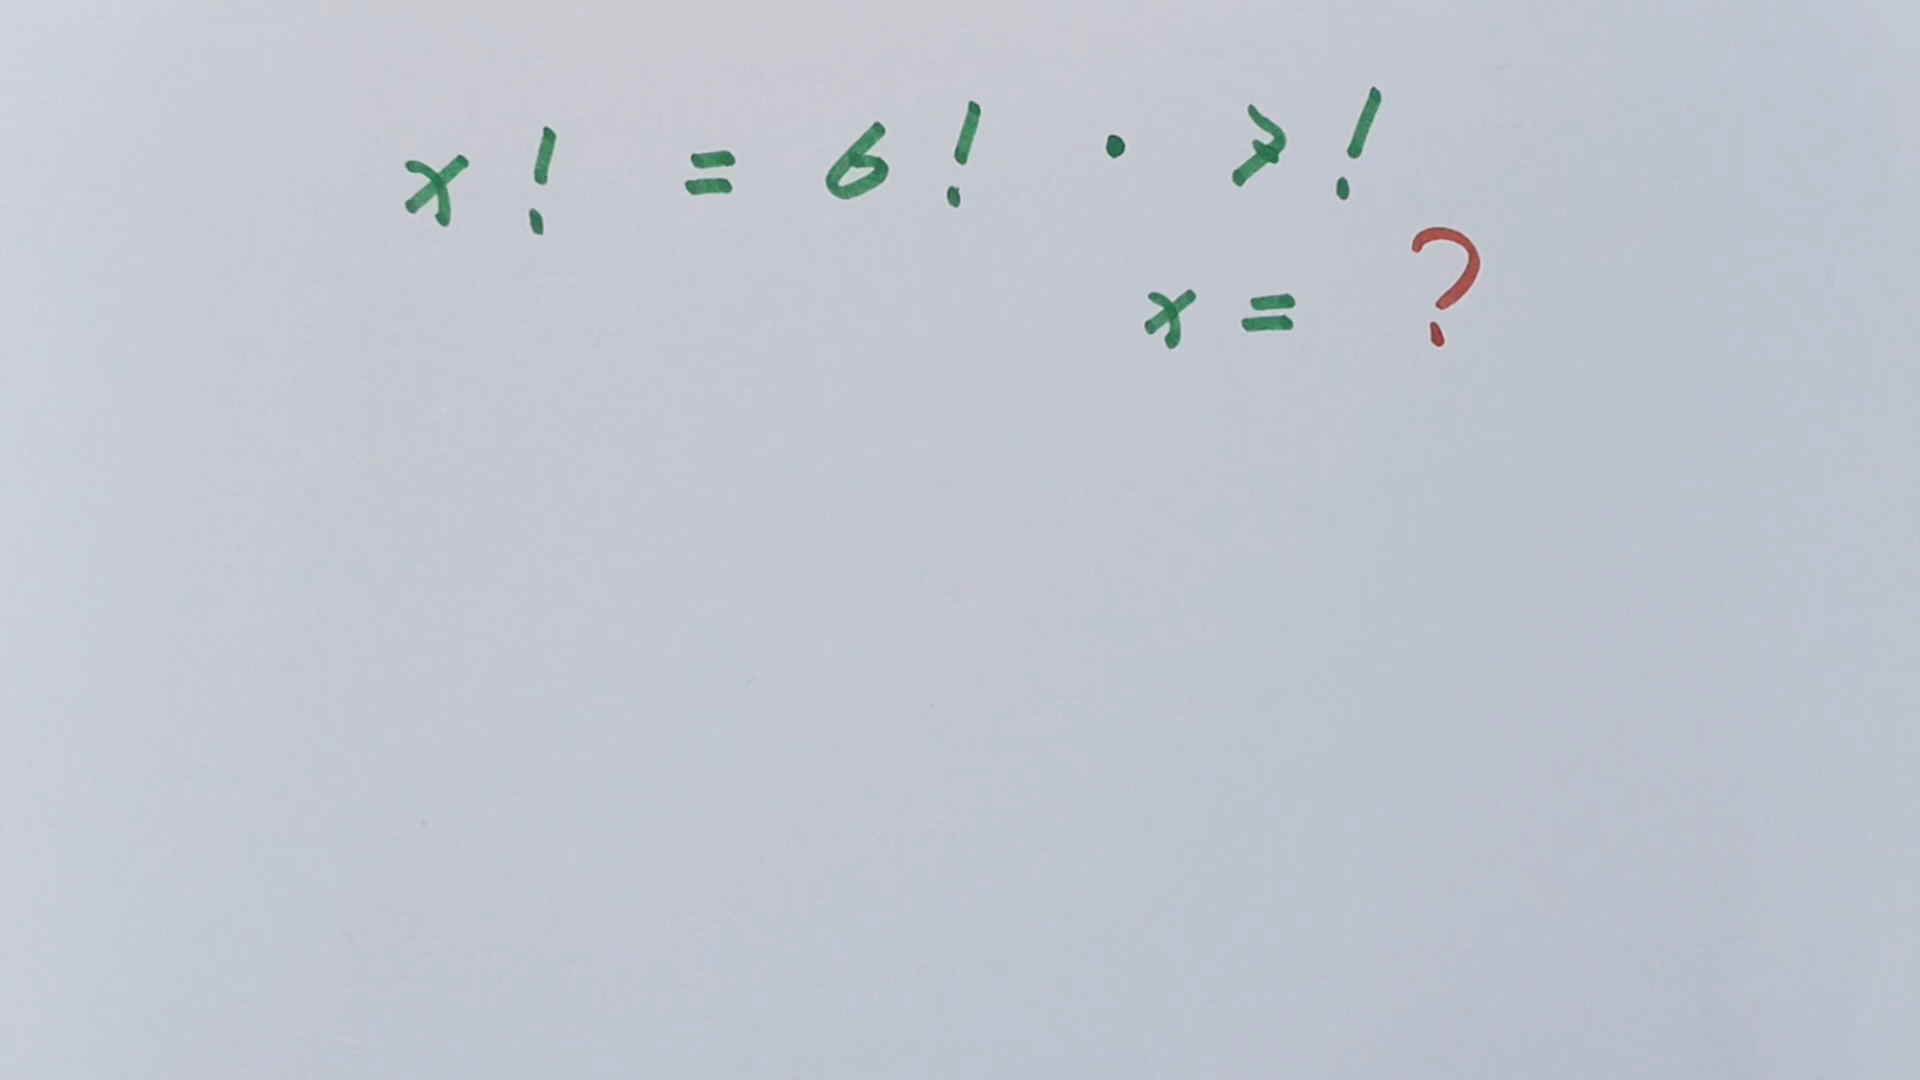 x! = 6! · 7!
x = ?